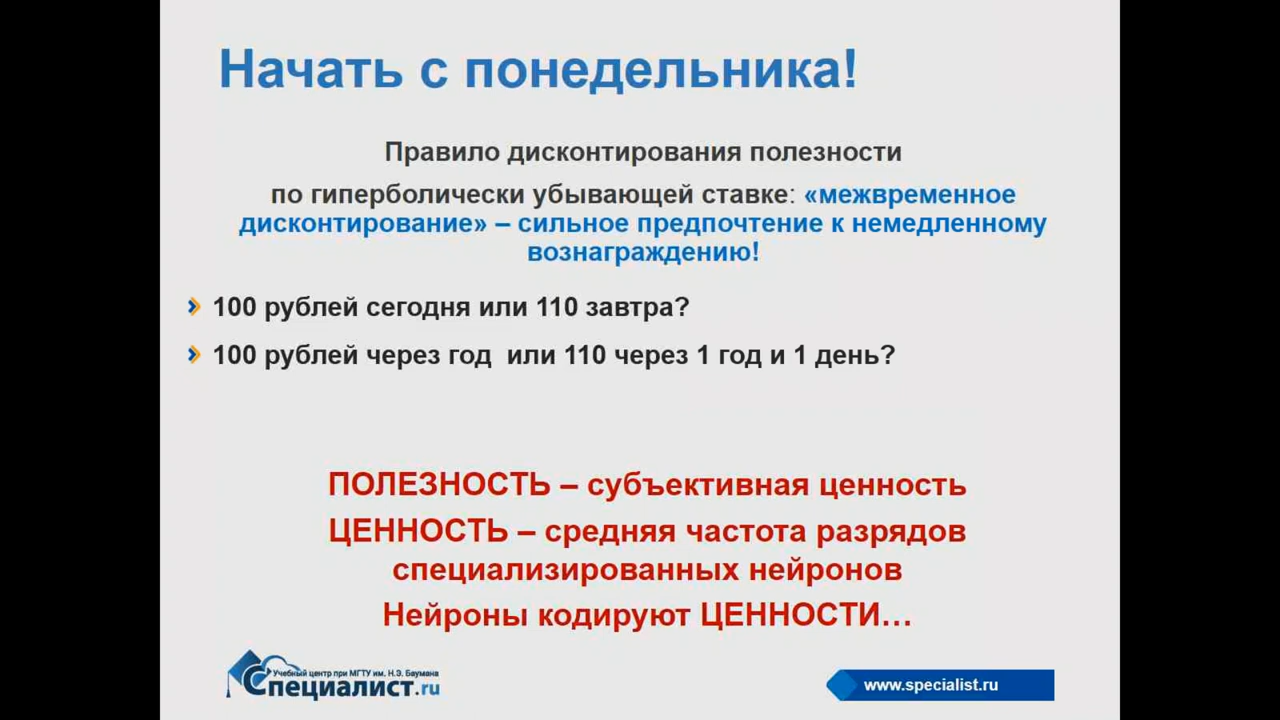 Начать с понедельника!
Правило дисконтирования полезности
по гиперболически убывающей ставке: «межвременное
дисконтирование» – сильное предпочтение к немедленному
вознаграждению!
100 рублей сегодня или 110 завтра?
100 рублей через год или 110 через 1 год и 1 день?
ПОЛЕЗНОСТЬ – субъективная ценность
ЦЕННОСТЬ – средняя частота разрядов
специализированных нейронов
Нейроны кодируют ЦЕННОСТИ…
Учебный центр при МГТУ им. Н.Э. Баумана
Специалист.ru
www.specialist.ru